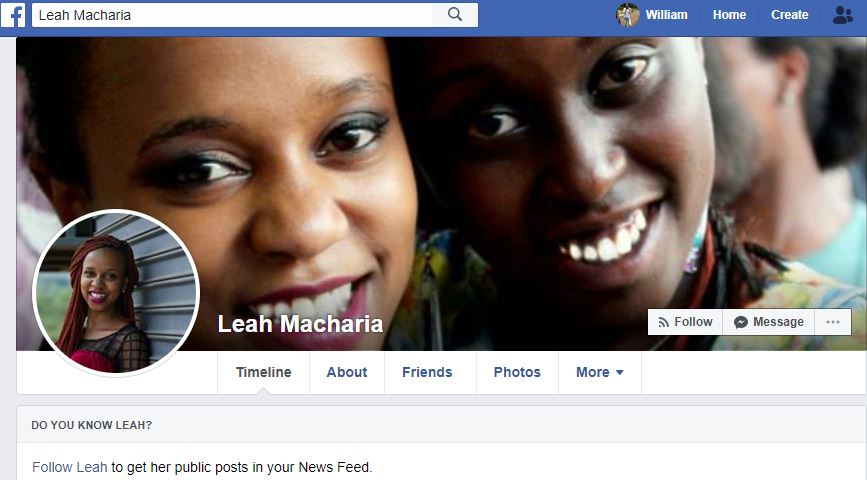 f Leah Macharia William Home Create
Leah Macharia Follow Message ...
Timeline About Friends Photos More
DO YOU KNOW LEAH?
Follow Leah to get her public posts in your News Feed.